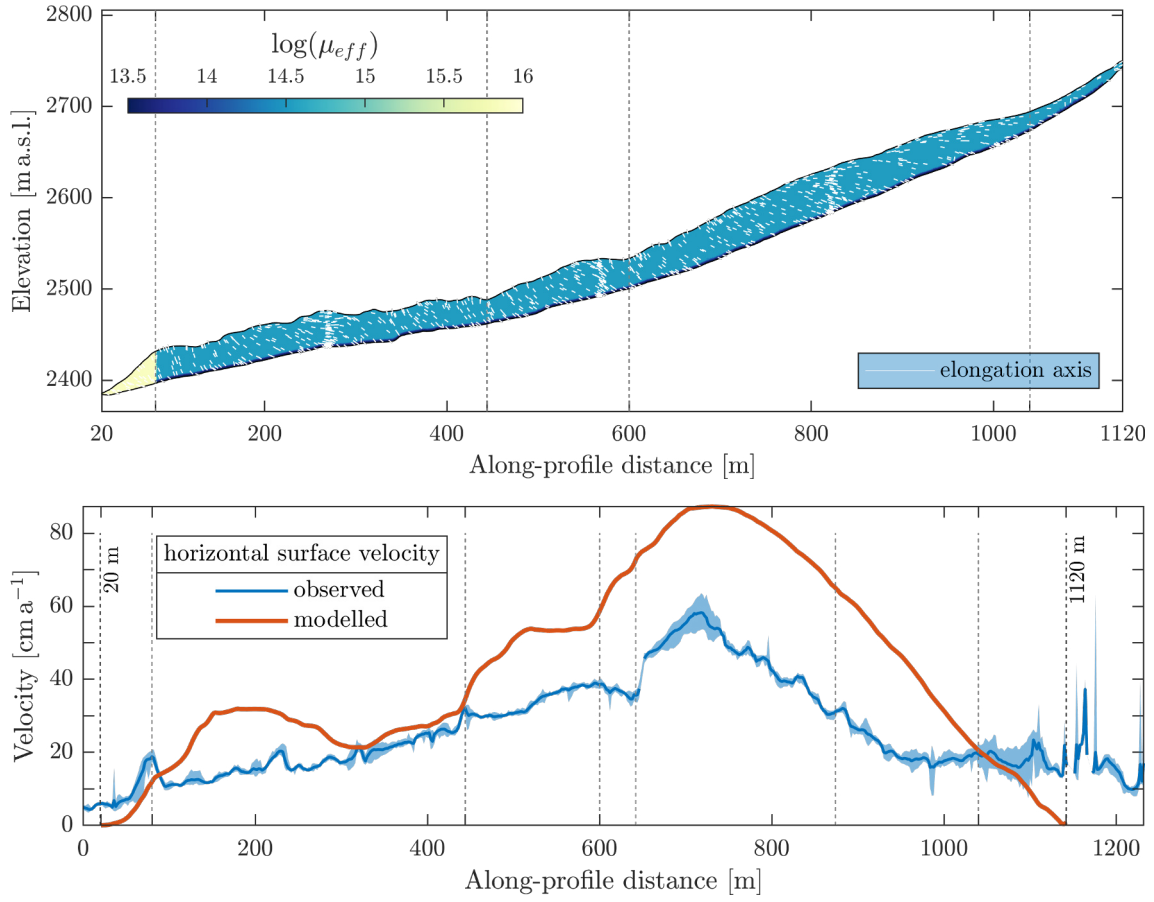 2800
2700
2600
2500
2400
Elevation [m a.s.l.]
log(μ_eff)
13.5 14 14.5 15 15.5 16
elongation axis
20 200 400 600 800 1000 1120
Along-profile distance [m]
80
60
40
20
0
Velocity [cm a⁻¹]
20 m
horizontal surface velocity
observed
modelled
1120 m
0 200 400 600 800 1000 1200
Along-profile distance [m]